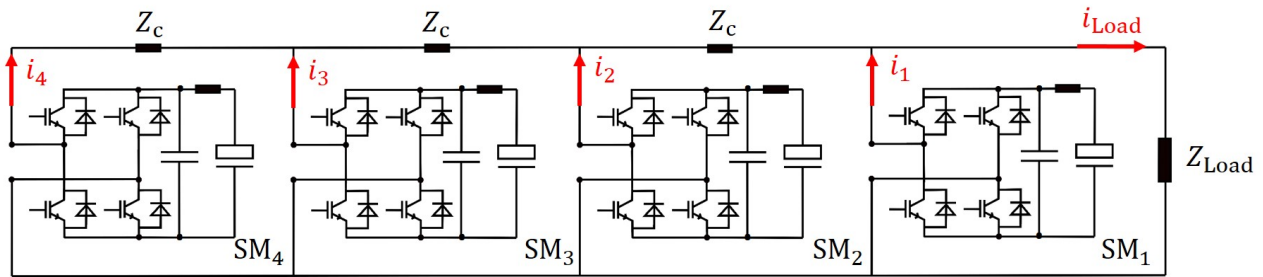 Z_c
Z_c
Z_c
i_Load
i_4
i_3
i_2
i_1
Z_Load
SM_4
SM_3
SM_2
SM_1